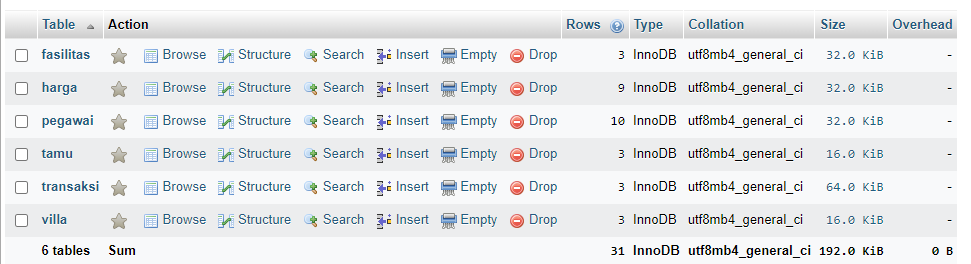 Table Action Rows Type Collation Size Overhead
fasilitas Browse Structure Search Insert Empty Drop 3 InnoDB utf8mb4_general_ci 32.0 KiB -
harga Browse Structure Search Insert Empty Drop 9 InnoDB utf8mb4_general_ci 32.0 KiB -
pegawai Browse Structure Search Insert Empty Drop 10 InnoDB utf8mb4_general_ci 32.0 KiB -
tamu Browse Structure Search Insert Empty Drop 3 InnoDB utf8mb4_general_ci 16.0 KiB -
transaksi Browse Structure Search Insert Empty Drop 3 InnoDB utf8mb4_general_ci 64.0 KiB -
villa Browse Structure Search Insert Empty Drop 3 InnoDB utf8mb4_general_ci 16.0 KiB -
6 tables Sum 31 InnoDB utf8mb4_general_ci 192.0 KiB 0 B